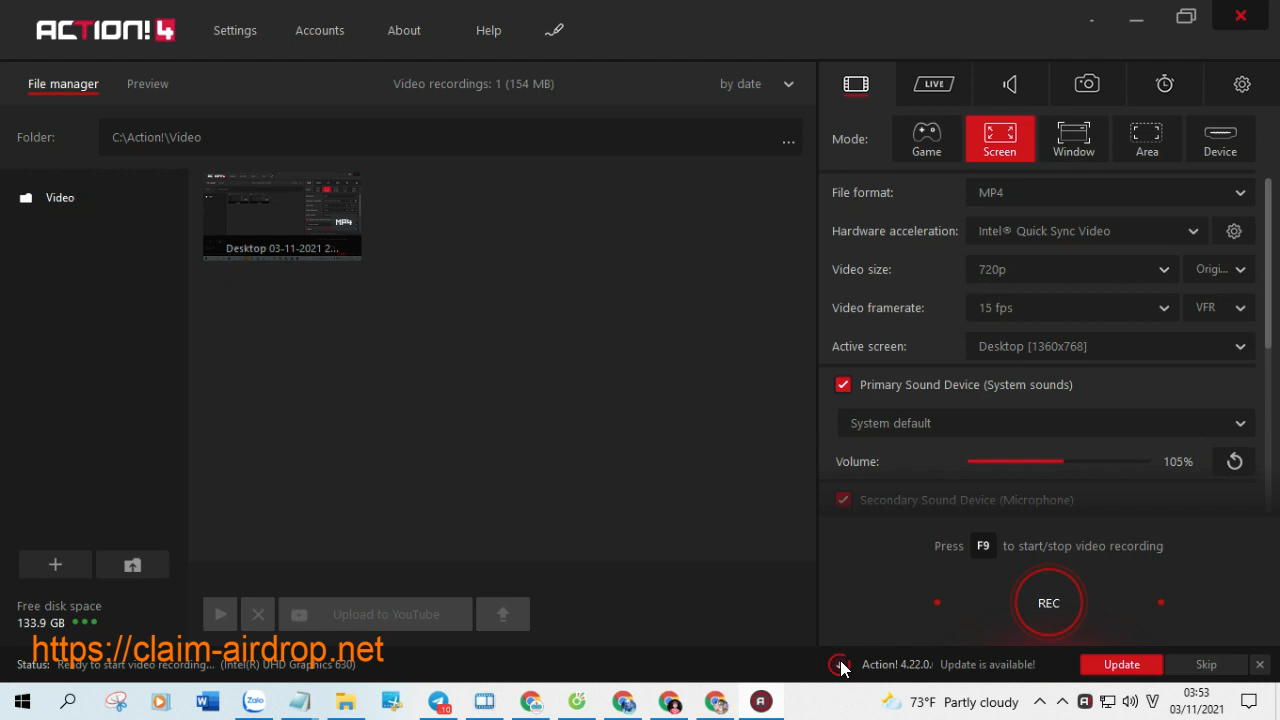 ACTION! 4
Settings
Accounts
About
Help
File manager
Preview
Video recordings: 1 (154 MB)
by date
LIVE
Folder:
C:\Action!\Video
...
Mode:
Game
Screen
Window
Area
Device
Video
MP4
Desktop 03-11-2021 2...
File format:
MP4
Hardware acceleration:
Intel® Quick Sync Video
Video size:
720p
Origi...
Video framerate:
15 fps
VFR
Active screen:
Desktop [1360x768]
Primary Sound Device (System sounds)
System default
Volume:
105%
Secondary Sound Device (Microphone)
Press F9 to start/stop video recording
REC
Upload to YouTube
Free disk space
133.9 GB
https://claim-airdrop.net
Status:
Ready to start video recording... (Intel(R) UHD Graphics 630)
Action! 4.22.0.
Update is available!
Update
Skip
Zalo
10
73°F Partly cloudy
03:53
03/11/2021